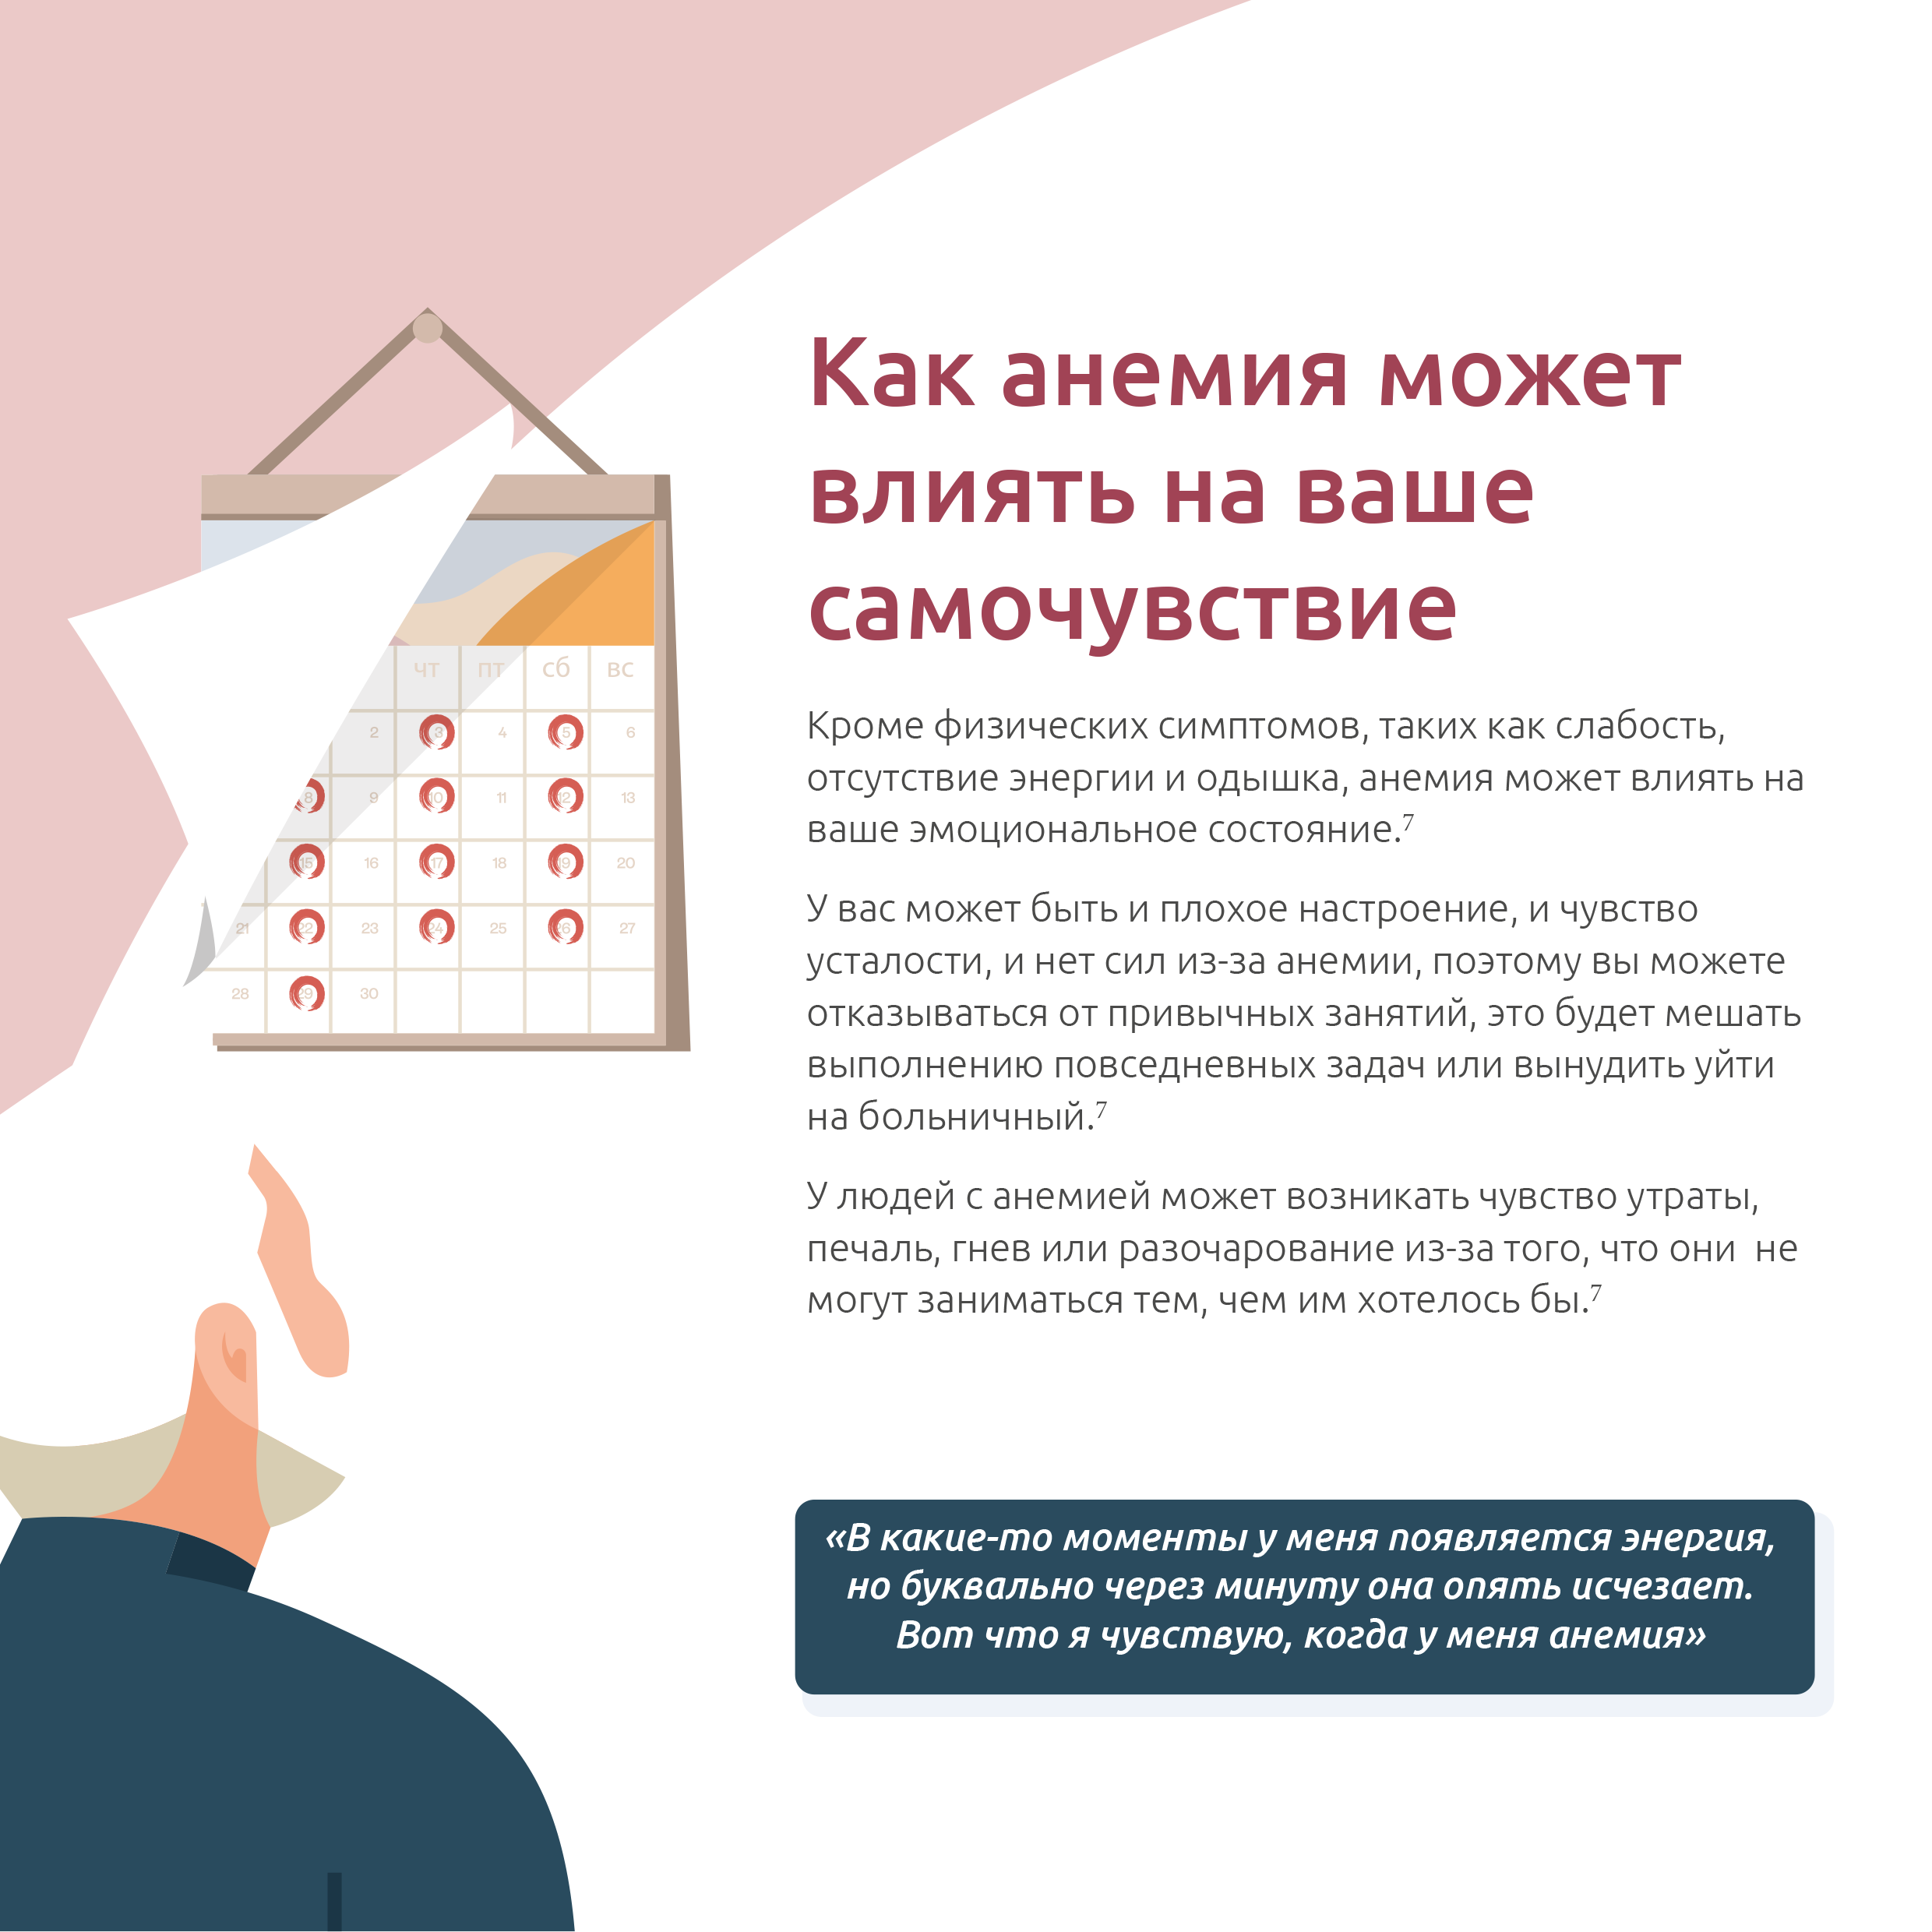 Как анемия может
влиять на ваше
самочувствие
Кроме физических симптомов, таких как слабость,
отсутствие энергии и одышка, анемия может влиять на
ваше эмоциональное состояние.⁷
У вас может быть и плохое настроение, и чувство
усталости, и нет сил из-за анемии, поэтому вы можете
отказываться от привычных занятий, это будет мешать
выполнению повседневных задач или вынудить уйти
на больничный.⁷
У людей с анемией может возникать чувство утраты,
печаль, гнев или разочарование из-за того, что они не
могут заниматься тем, чем им хотелось бы.⁷
«В какие-то моменты у меня появляется энергия,
но буквально через минуту она опять исчезает.
Вот что я чувствую, когда у меня анемия»
чт пт сб вс
2 3 4 5 6
8 9 10 11 12 13
15 16 17 18 19 20
21 22 23 24 25 26 27
28 29 30